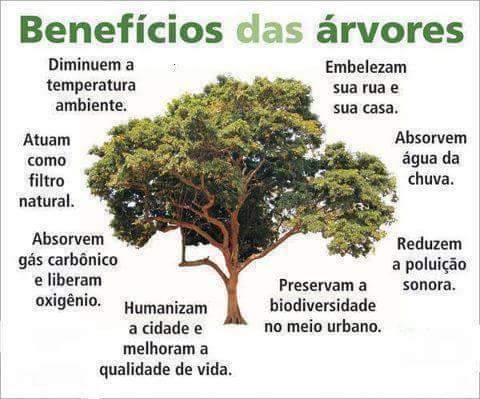 Benefícios das árvores
Diminuem a
temperatura
ambiente.
Embelezam
sua rua e
sua casa.
Atuam
como
filtro
natural.
Absorvem
água da
chuva.
Absorvem
gás carbônico
e liberam
oxigênio.
Reduzem
a poluição
sonora.
Humanizam
a cidade e
melhoram a
qualidade de vida.
Preservam a
biodiversidade
no meio urbano.